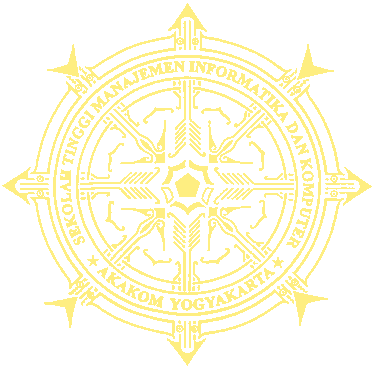 SEKOLAH TINGGI MANAJEMEN INFORMATIKA DAN KOMPUTER
AKAKOM YOGYAKARTA